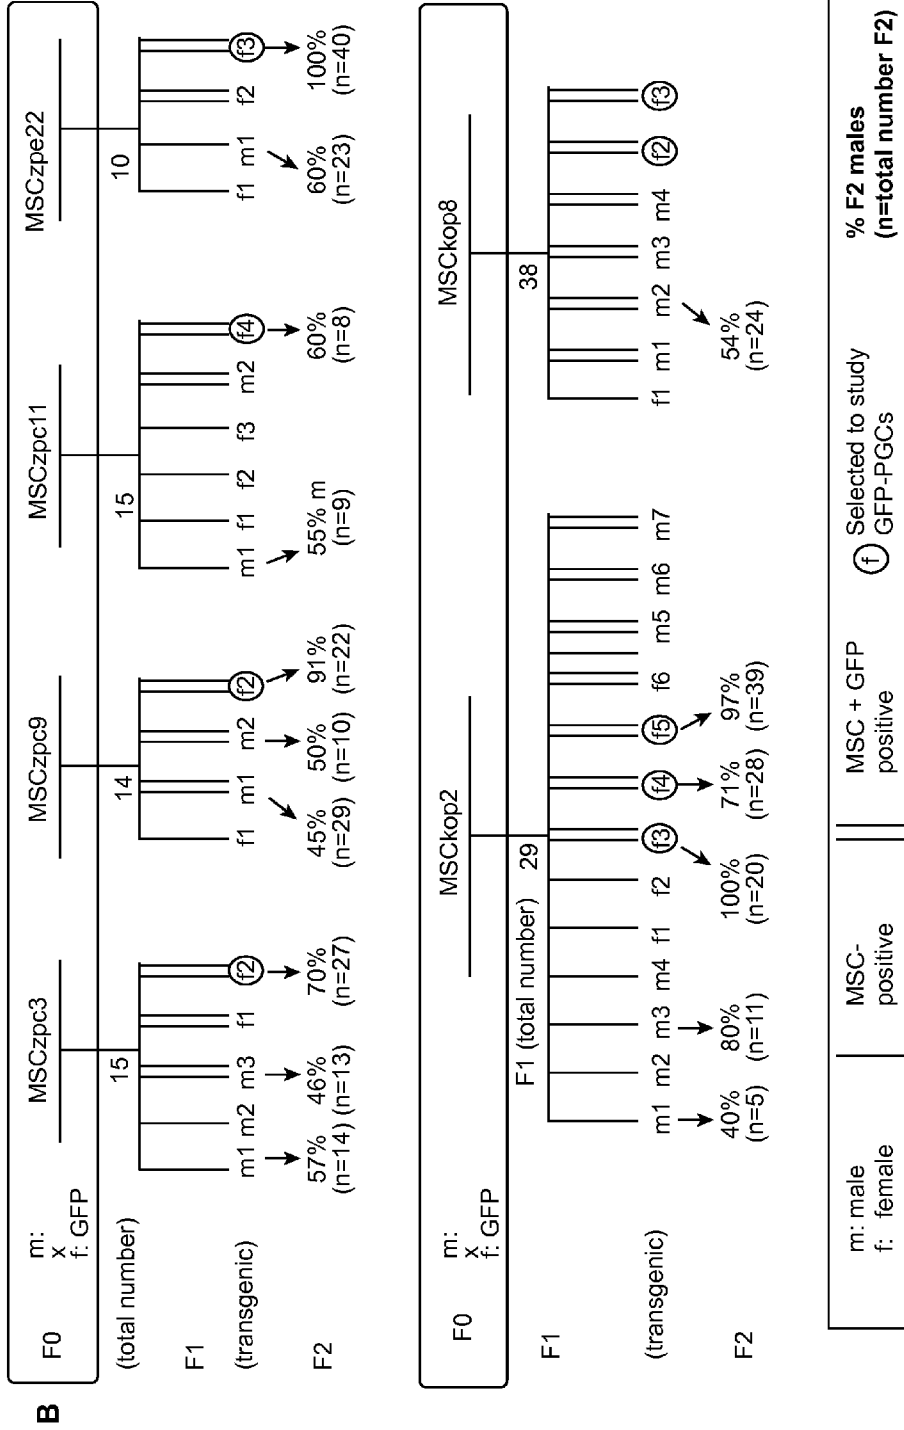 B
F0
m:
x
f: GFP
MSCzpc3
MSCzpc9
MSCzpc11
MSCzpe22
(total number)
15
14
15
10
F1
(transgenic)
m1 m2 m3 f1 f2
f1 m1 m2 f2
m1 f1 f2 f3 m2 f4
f1 m1 f2 f3
F2
57%
(n=14)
46%
(n=13)
70%
(n=27)
45%
(n=29)
50%
(n=10)
91%
(n=22)
55% m
(n=9)
60%
(n=8)
60%
(n=23)
100%
(n=40)
F0
m:
x
f: GFP
MSCkop2
MSCkop8
F1
F1 (total number)
29
38
(transgenic)
m1 m2 m3 m4 f1 f2 f3 f4 f5 f6 m5 m6 m7
f1 m1 m2 m3 m4 f2 f3
F2
40%
(n=5)
80%
(n=11)
100%
(n=20)
71%
(n=28)
97%
(n=39)
54%
(n=24)
m: male
f: female
MSC-
positive
MSC + GFP
positive
f Selected to study
GFP-PGCs
% F2 males
(n=total number F2)